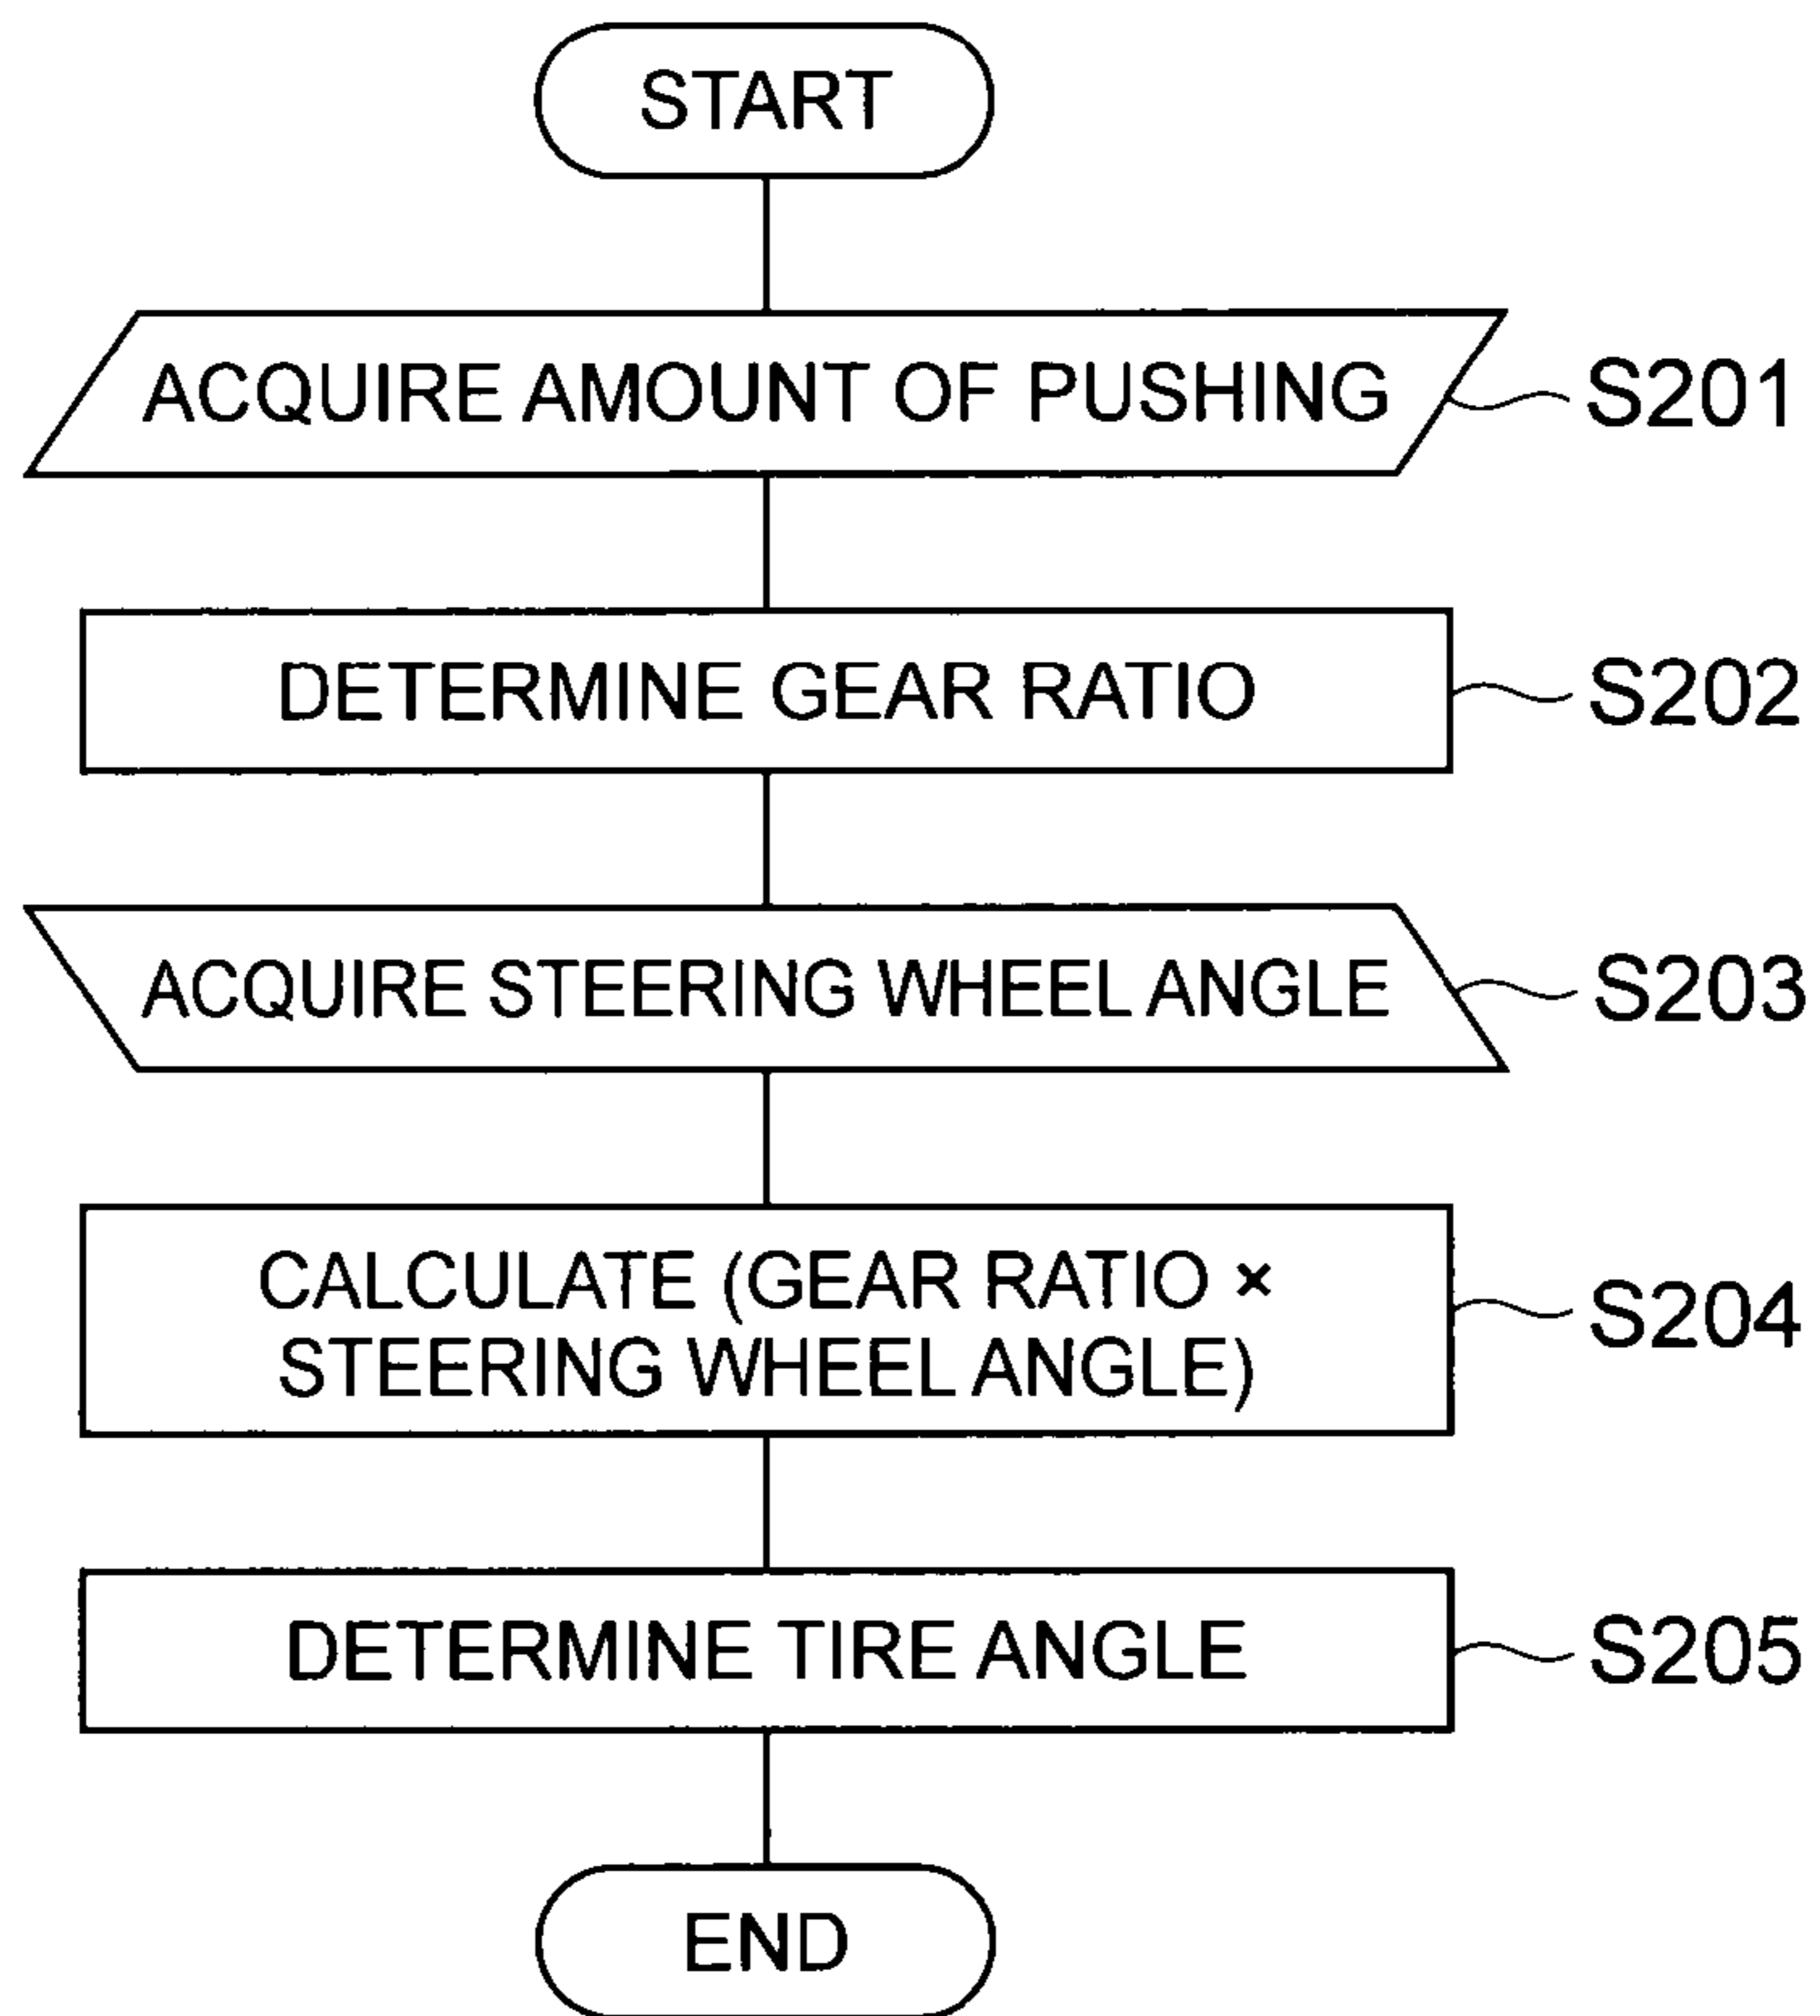 START
ACQUIRE AMOUNT OF PUSHING
S201
DETERMINE GEAR RATIO
S202
ACQUIRE STEERING WHEEL ANGLE
S203
CALCULATE (GEAR RATIO ×
STEERING WHEEL ANGLE)
S204
DETERMINE TIRE ANGLE
S205
END